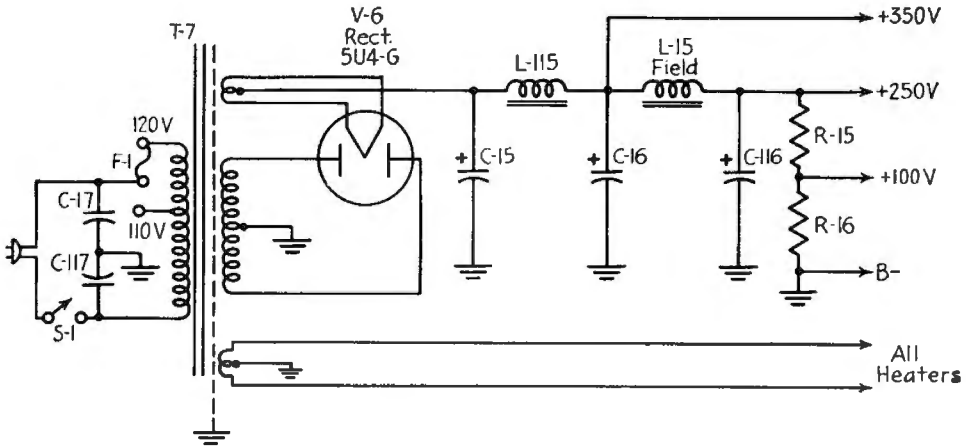 V-6
Rect.
5U4-G
T-7
L-115
L-15
Field
+350V
+250V
120V
F-1
C-17
110V
C-117
S-1
+ C-15
+ C-16
+ C-116
R-15
+100V
R-16
B-
All
Heaters